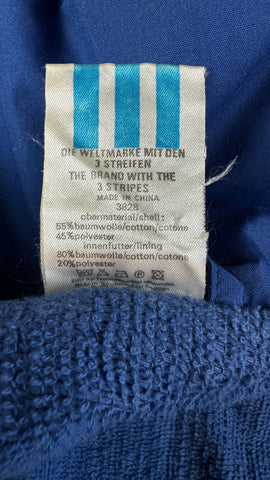 DIE WELTMARKE MIT DEN
3 STREIFEN
THE BRAND WITH THE
3 STRIPES
MADE IN CHINA
3828
obermaterial/shell:
55%baumwolle/cotton/cotone
45%polyester
innenfutter/lining
80%baumwolle/cotton/cotone
20%polyester